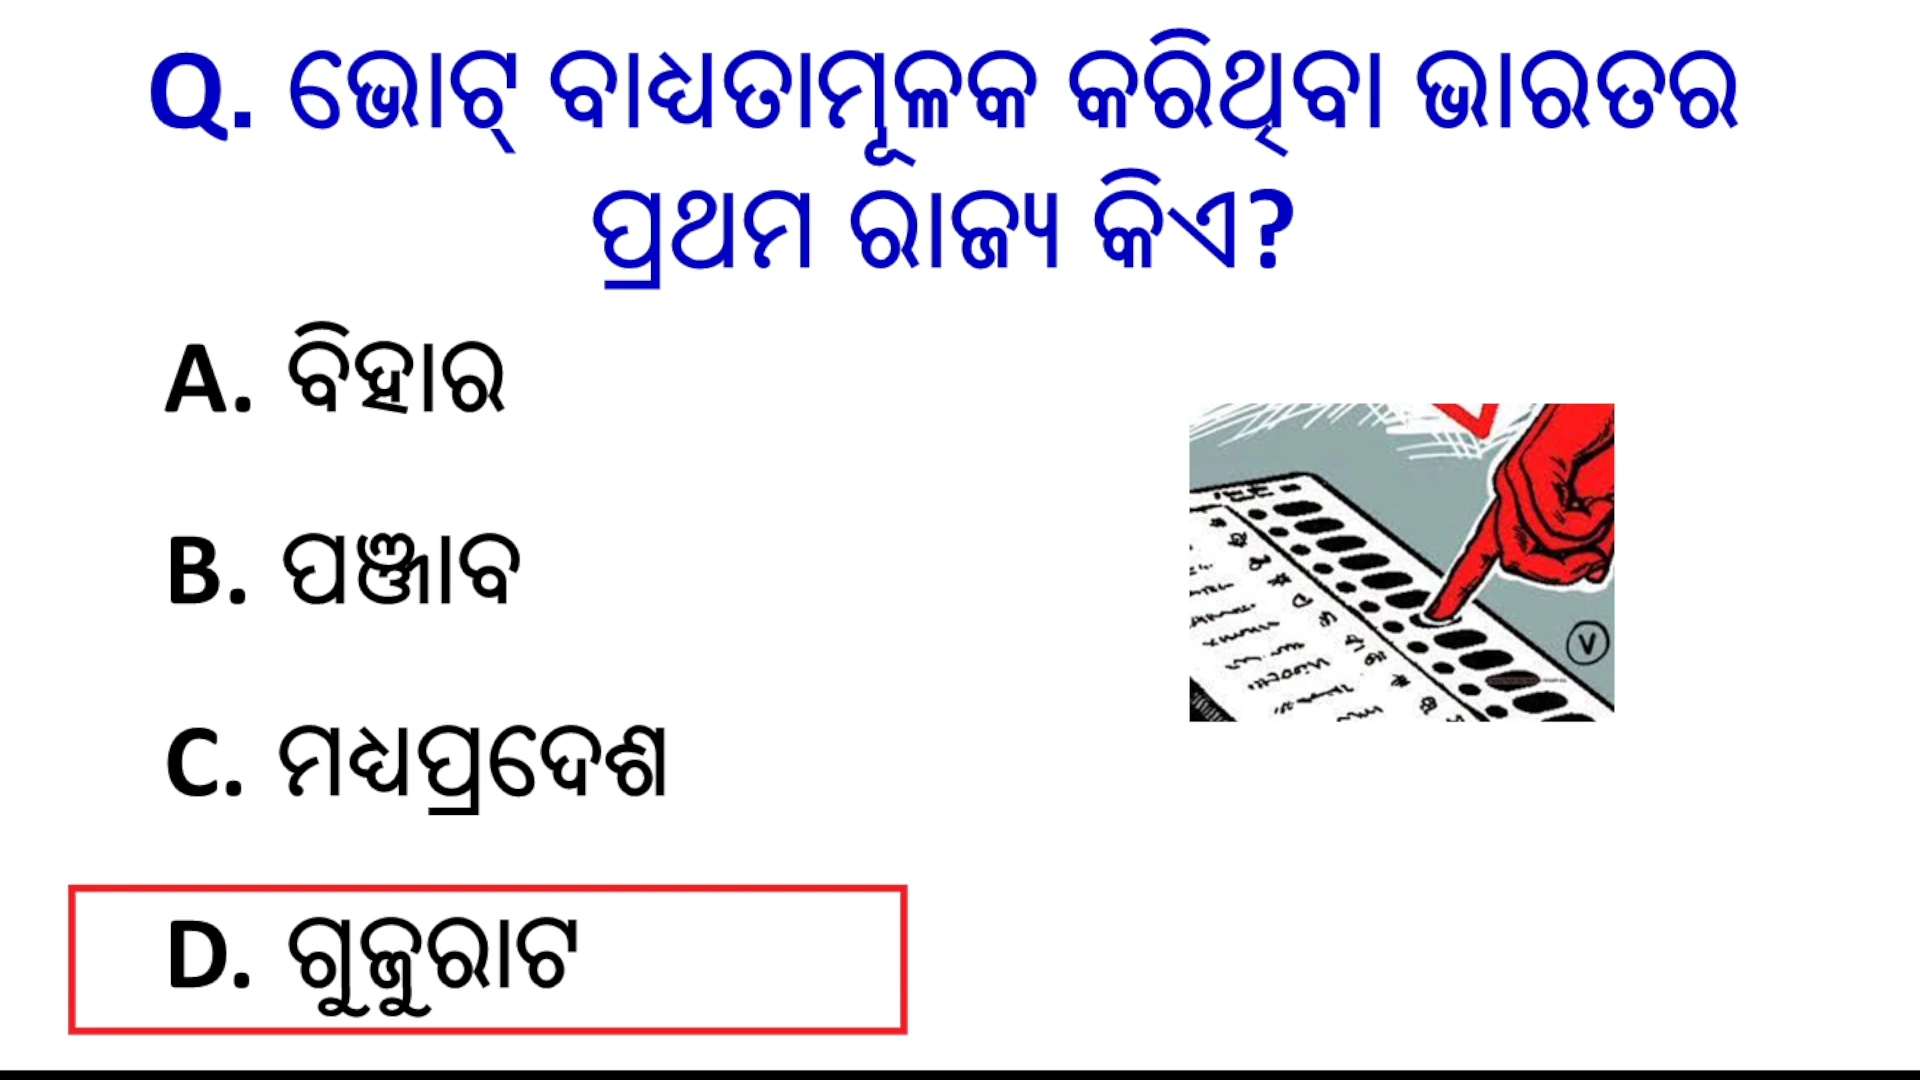 Q. ଭୋଟ୍ ବାଧ୍ୟତାମୂଳକ କରିଥିବା ଭାରତର
ପ୍ରଥମ ରାଜ୍ୟ କିଏ?
A. ବିହାର
B. ପଞ୍ଜାବ
C. ମଧ୍ୟପ୍ରଦେଶ
D. ଗୁଜୁରାଟ
V